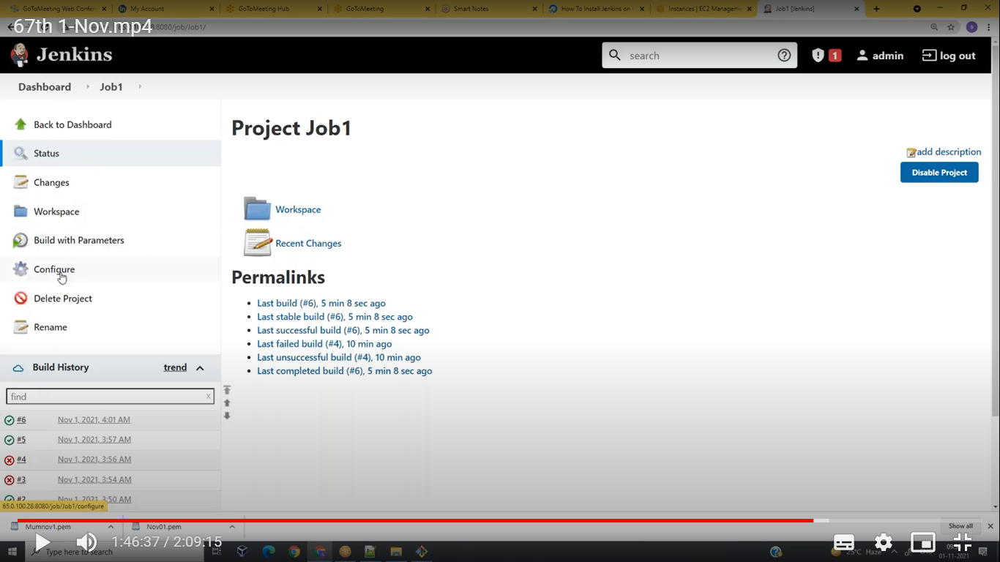 GoToMeeting Web Confe
My Account
GoToMeeting Hub
GoToMeeting
Smart Notes
How To Install Jenkins on
Instances | EC2 Managem
Job1 [Jenkins]
67th 1-Nov.mp4
:8080/job/Job1/
Jenkins
search
1
admin
log out
Dashboard
Job1
Back to Dashboard
Status
Changes
Workspace
Build with Parameters
Configure
Delete Project
Rename
Build History
trend
find
x
#6 Nov 1, 2021, 4:01 AM
#5 Nov 1, 2021, 3:57 AM
#4 Nov 1, 2021, 3:56 AM
#3 Nov 1, 2021, 3:54 AM
#2 Nov 1, 2021, 3:50 AM
Project Job1
add description
Disable Project
Workspace
Recent Changes
Permalinks
Last build (#6), 5 min 8 sec ago
Last stable build (#6), 5 min 8 sec ago
Last successful build (#6), 5 min 8 sec ago
Last failed build (#4), 10 min ago
Last unsuccessful build (#4), 10 min ago
Last completed build (#6), 5 min 8 sec ago
65.0.100.28:8080/job/Job1/configure
Mumnov1.pem
Nov01.pem
Show all
1:46:37 / 2:09:15
Type here to search
25°C Haze
01-11-2021